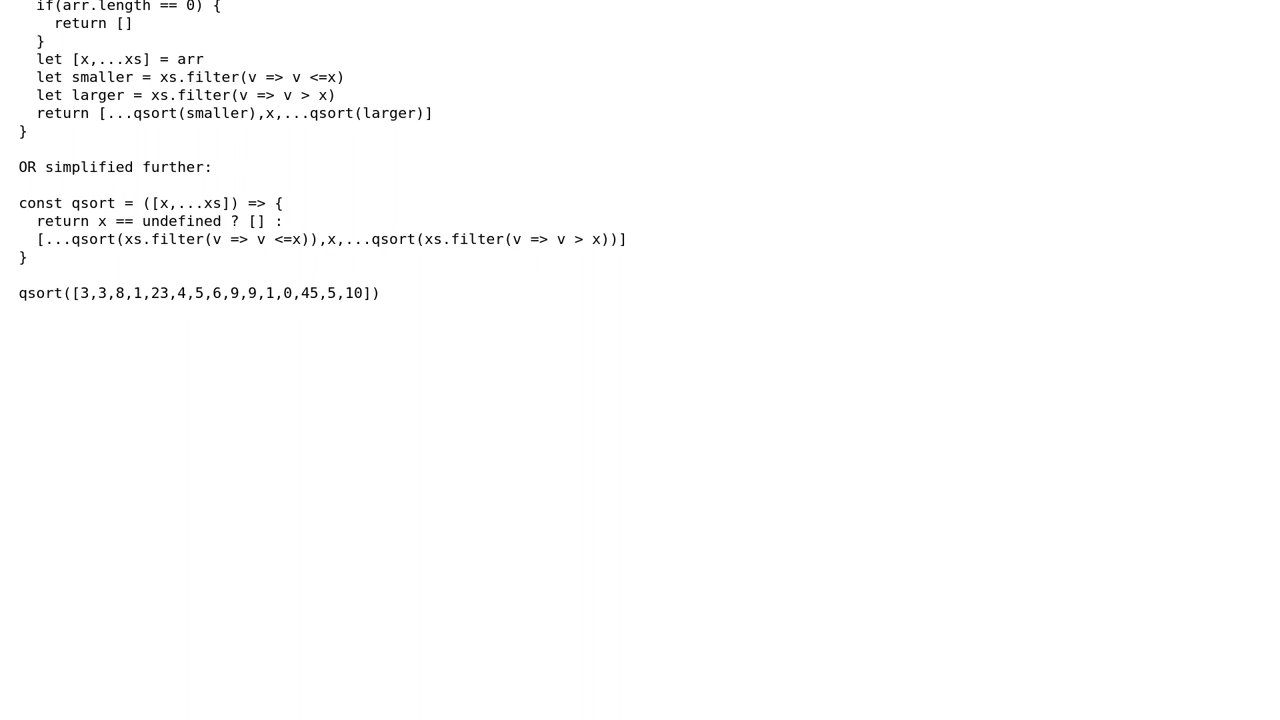 if(arr.length == 0) {
    return []
  }
  let [x,...xs] = arr
  let smaller = xs.filter(v => v <=x)
  let larger = xs.filter(v => v > x)
  return [...qsort(smaller),x,...qsort(larger)]
}

OR simplified further:

const qsort = ([x,...xs]) => {
  return x == undefined ? [] :
  [...qsort(xs.filter(v => v <=x)),x,...qsort(xs.filter(v => v > x))]
}

qsort([3,3,8,1,23,4,5,6,9,9,1,0,45,5,10])